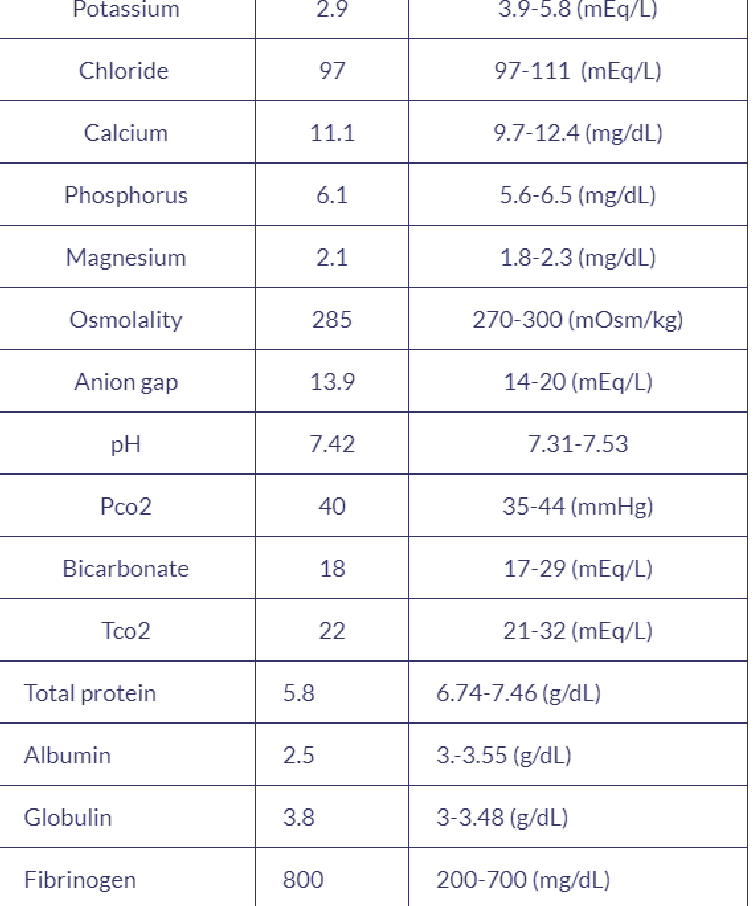 Potassium 2.9 3.9-5.8 (mEq/L)
Chloride 97 97-111 (mEq/L)
Calcium 11.1 9.7-12.4 (mg/dL)
Phosphorus 6.1 5.6-6.5 (mg/dL)
Magnesium 2.1 1.8-2.3 (mg/dL)
Osmolality 285 270-300 (mOsm/kg)
Anion gap 13.9 14-20 (mEq/L)
pH 7.42 7.31-7.53
Pco2 40 35-44 (mmHg)
Bicarbonate 18 17-29 (mEq/L)
Tco2 22 21-32 (mEq/L)
Total protein 5.8 6.74-7.46 (g/dL)
Albumin 2.5 3.-3.55 (g/dL)
Globulin 3.8 3-3.48 (g/dL)
Fibrinogen 800 200-700 (mg/dL)